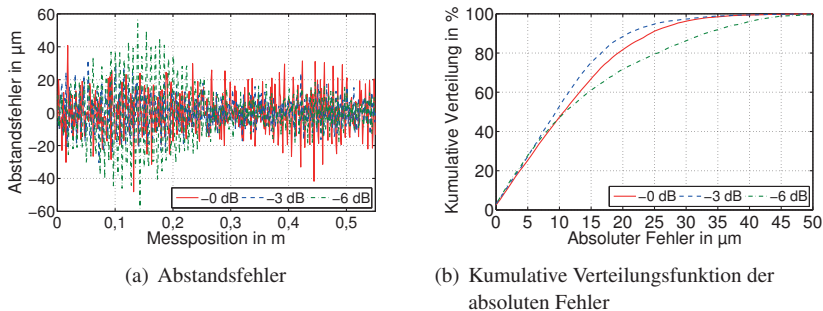 60
40
20
0
−20
−40
−60
Abstandsfehler in µm
−0 dB −3 dB −6 dB
0 0,1 0,2 0,3 0,4 0,5
Messposition in m
(a) Abstandsfehler
100
80
60
40
20
0
Kumulative Verteilung in %
−0 dB −3 dB −6 dB
0 5 10 15 20 25 30 35 40 45 50
Absoluter Fehler in µm
(b) Kumulative Verteilungsfunktion der
absoluten Fehler